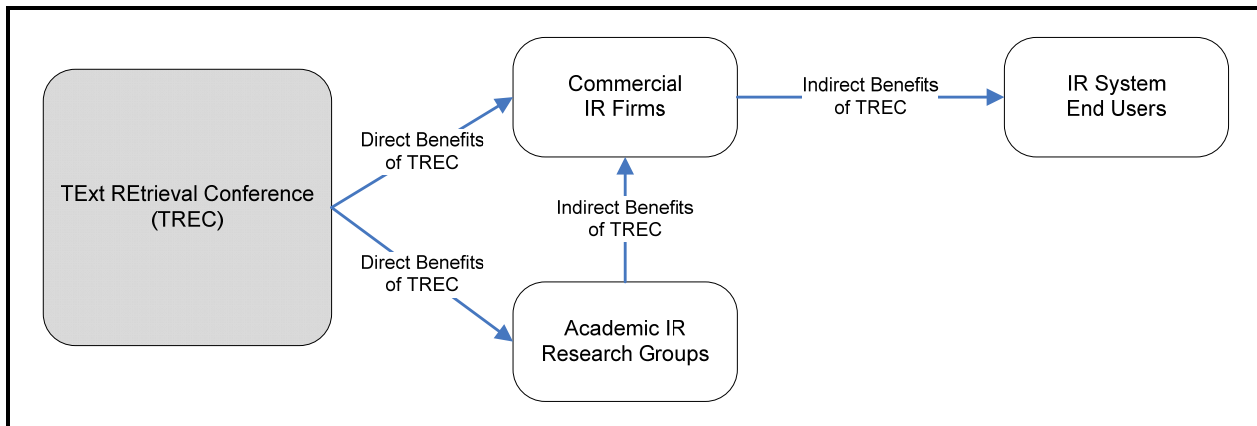 TExt REtrieval Conference
(TREC)
Direct Benefits
of TREC
Direct Benefits
of TREC
Commercial
IR Firms
Indirect Benefits
of TREC
Academic IR
Research Groups
Indirect Benefits
of TREC
IR System
End Users